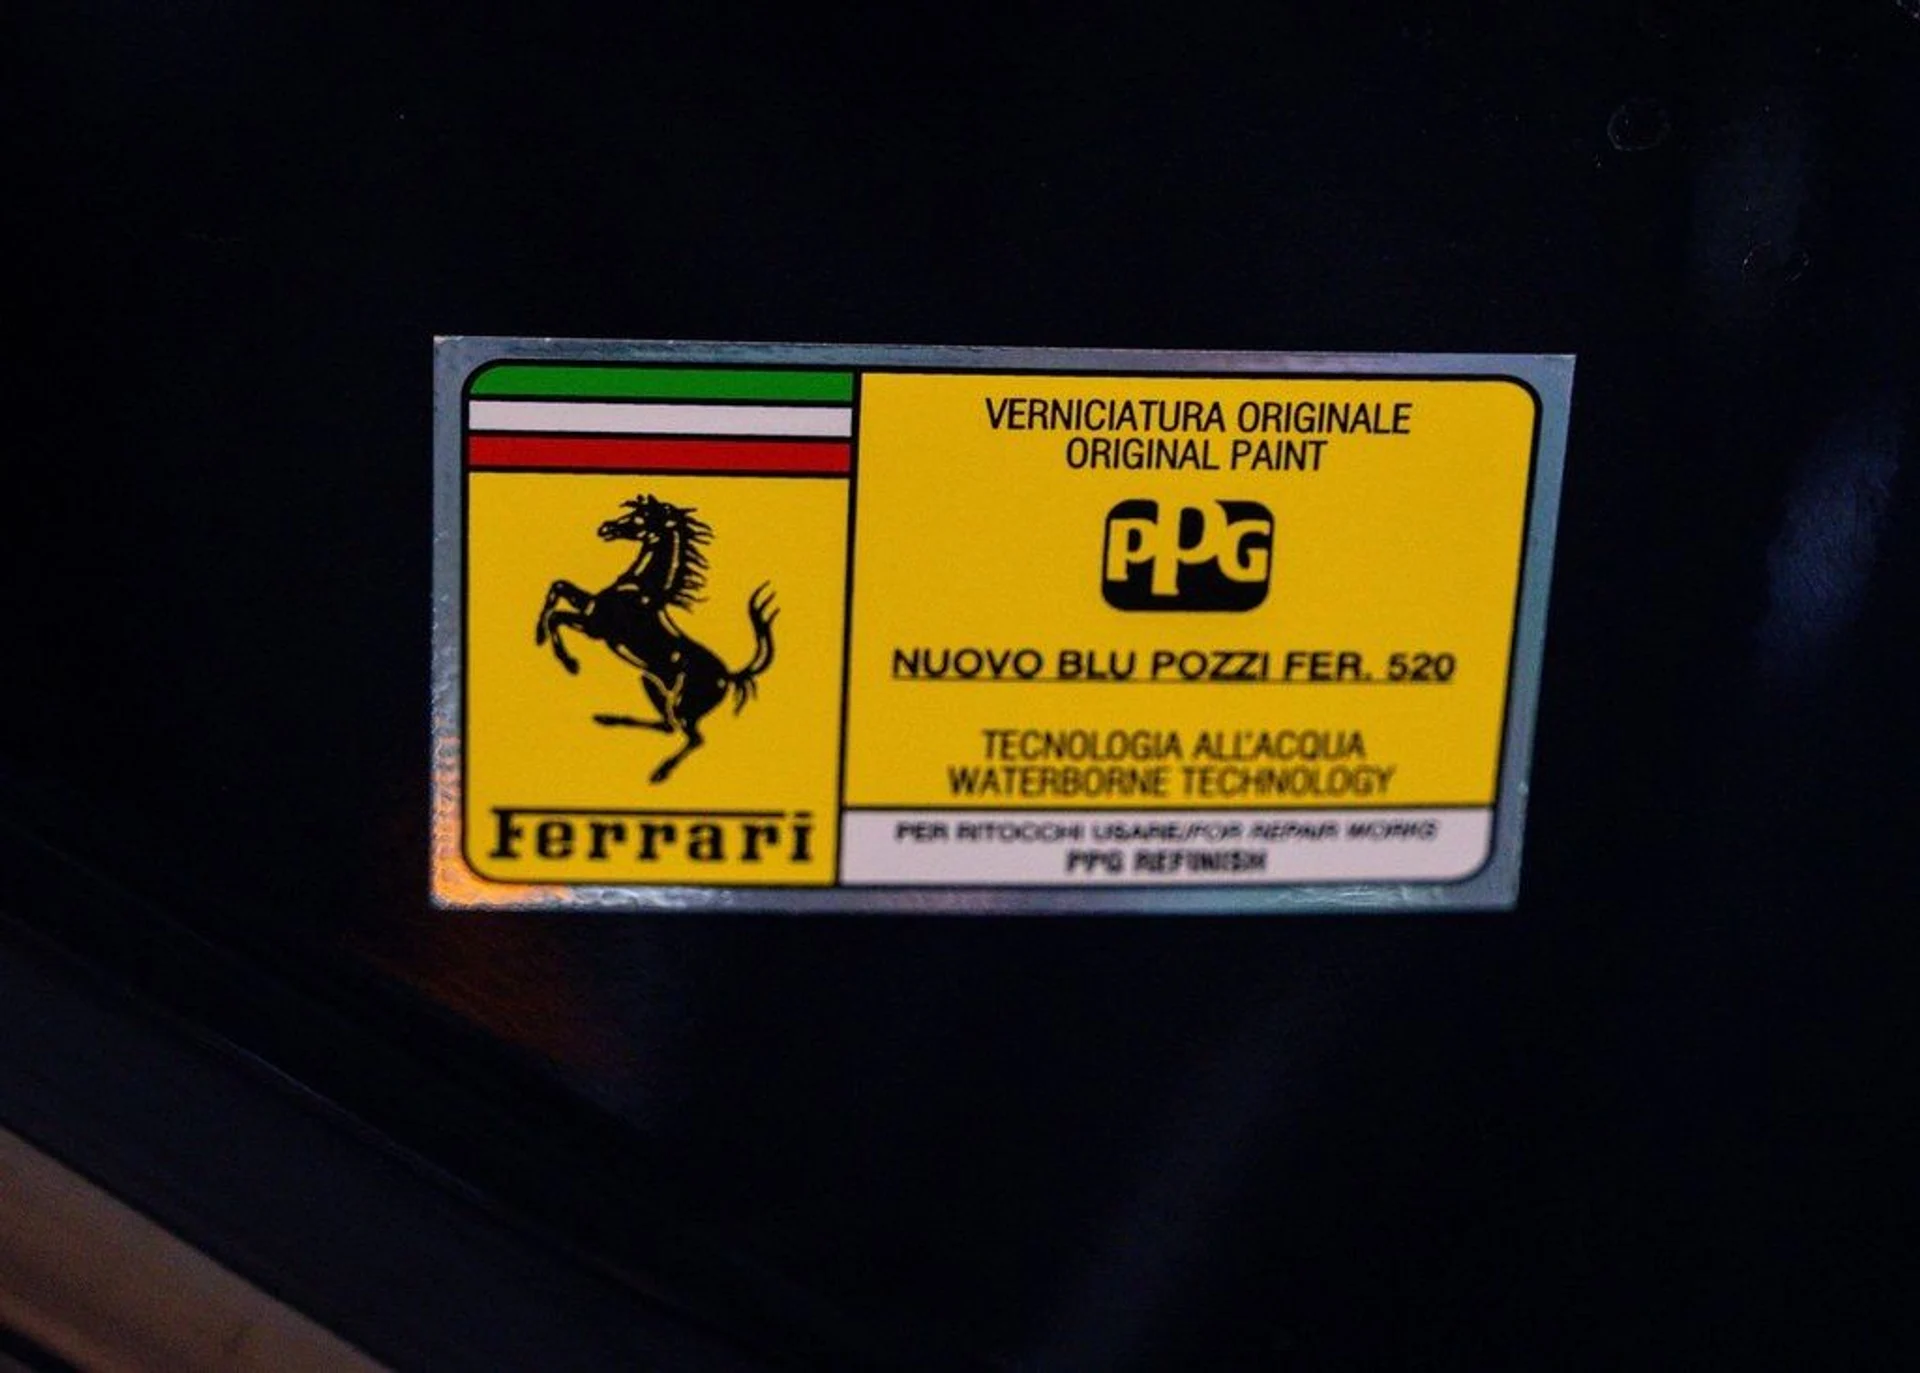 VERNICIATURA ORIGINALE
ORIGINAL PAINT
PPG
NUOVO BLU POZZI FER. 520
TECNOLOGIA ALL'ACQUA
WATERBORNE TECHNOLOGY
PER RITOCCHI USARE/FOR REPAIR WORKS
PPG REFINISH
Ferrari